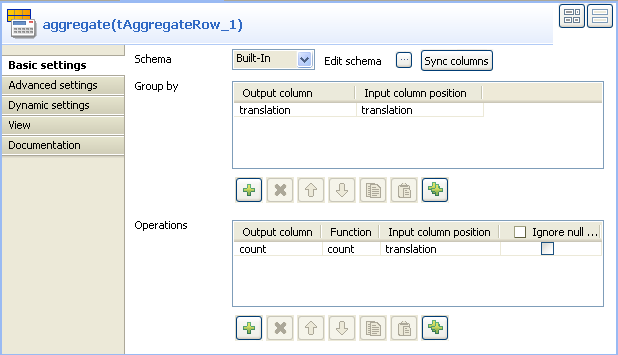 aggregate(tAggregateRow_1)
Basic settings
Advanced settings
Dynamic settings
View
Documentation
Schema Built-In Edit schema ... Sync columns
Group by
Output column Input column position
translation translation
Operations
Output column Function Input column position Ignore null ...
count count translation